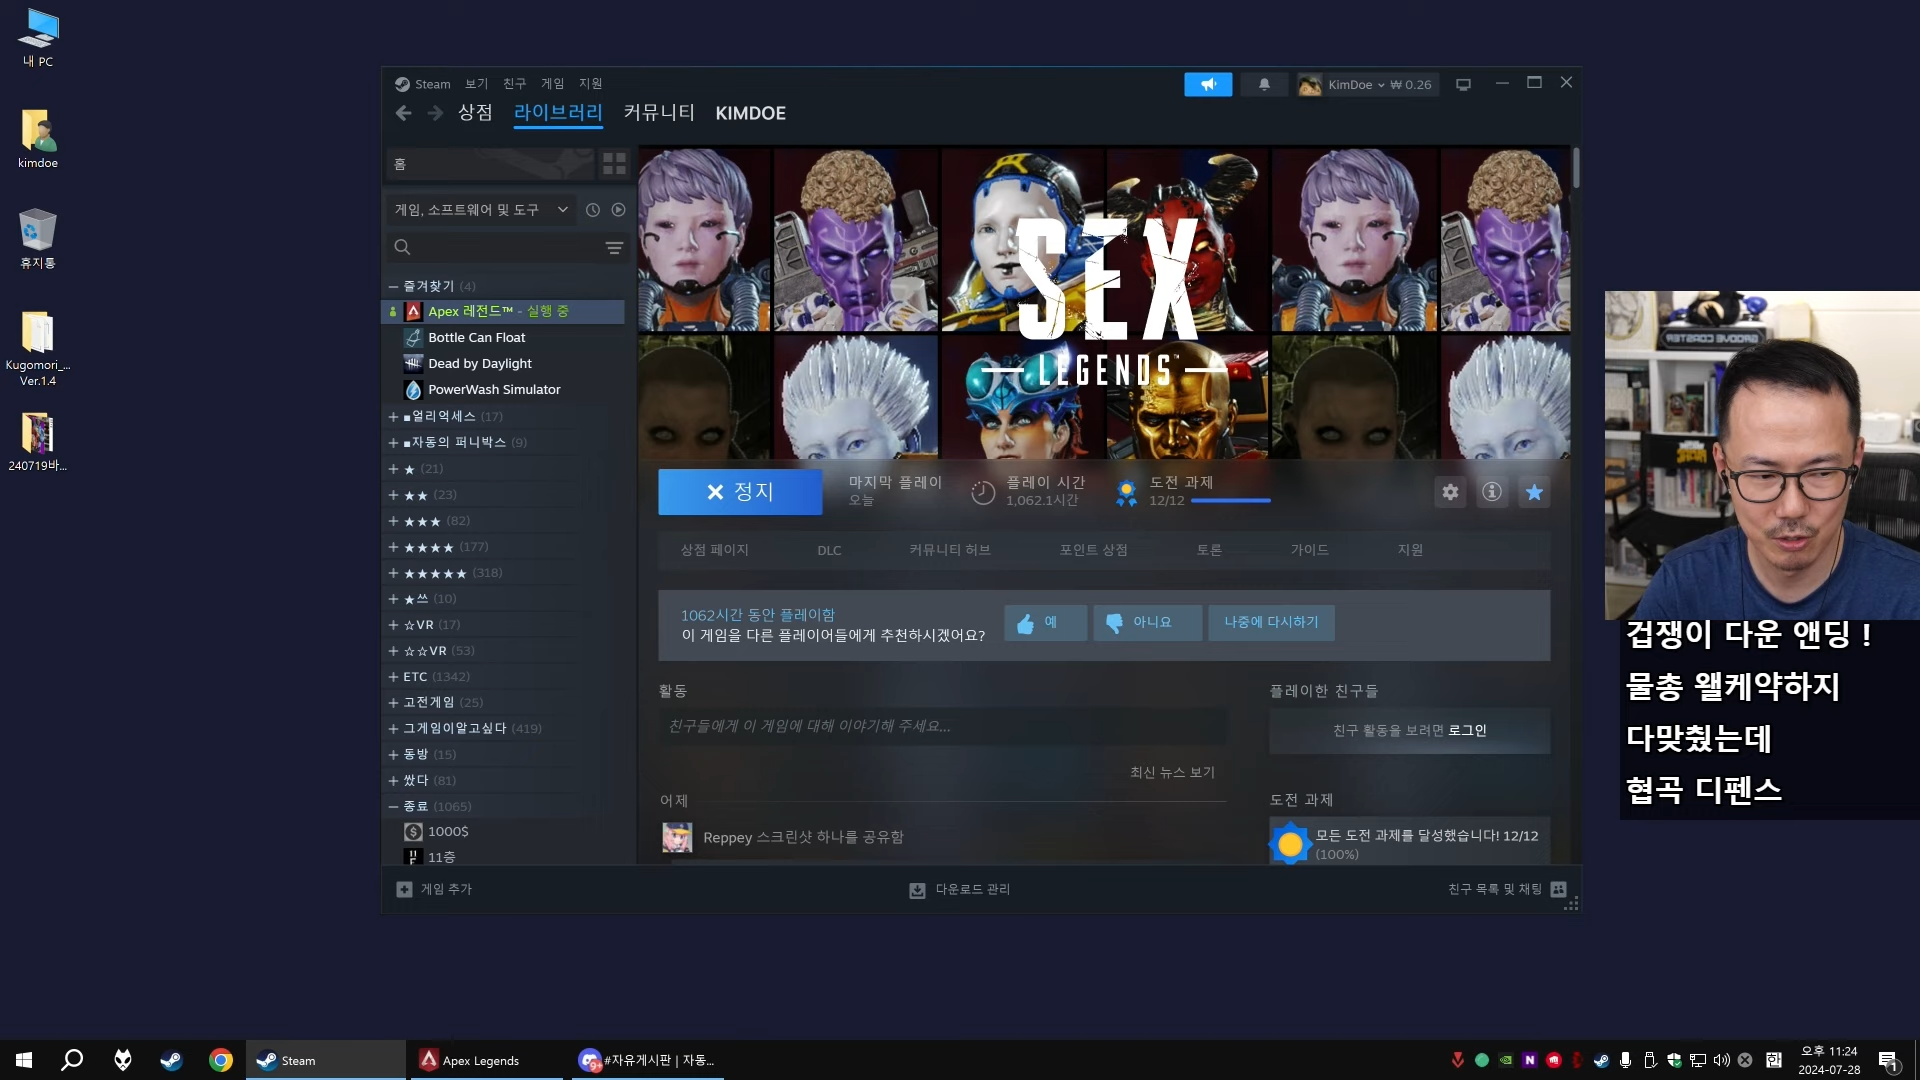 내 PC
kimdoe
휴지통
Kugomori_...
Ver.1.4
240719바...
Steam 보기 친구 게임 지원
KimDoe ₩ 0.26
상점 라이브러리 커뮤니티 KIMDOE
홈
게임, 소프트웨어 및 도구
즐겨찾기 (4)
Apex 레전드™ - 실행 중
Bottle Can Float
Dead by Daylight
PowerWash Simulator
■얼리억세스 (17)
■자동의 퍼니박스 (9)
★ (21)
★★ (23)
★★★ (82)
★★★★ (177)
★★★★★ (318)
★쓰 (10)
☆VR (17)
☆☆VR (53)
ETC (1342)
고전게임 (25)
그게임이알고싶다 (419)
동방 (15)
쌌다 (81)
종료 (1065)
1000$
11층
SEX
LEGENDS™
정지
마지막 플레이
오늘
플레이 시간
1,062.1시간
도전 과제
12/12
상점 페이지 DLC 커뮤니티 허브 포인트 상점 토론 가이드 지원
1062시간 동안 플레이함
이 게임을 다른 플레이어들에게 추천하시겠어요?
예 아니요 나중에 다시하기
활동
친구들에게 이 게임에 대해 이야기해 주세요...
최신 뉴스 보기
어제
Reppey 스크린샷 하나를 공유함
플레이한 친구들
친구 활동을 보려면 로그인
도전 과제
모든 도전 과제를 달성했습니다! 12/12
(100%)
게임 추가 다운로드 관리 친구 목록 및 채팅
GROOVE COASTER
겁쟁이 다운 앤딩 !
물총 왤케약하지
다맞췄는데
협곡 디펜스
Steam
Apex Legends
9+
#자유게시판 | 자동...
N
한
오후 11:24
2024-07-28
1